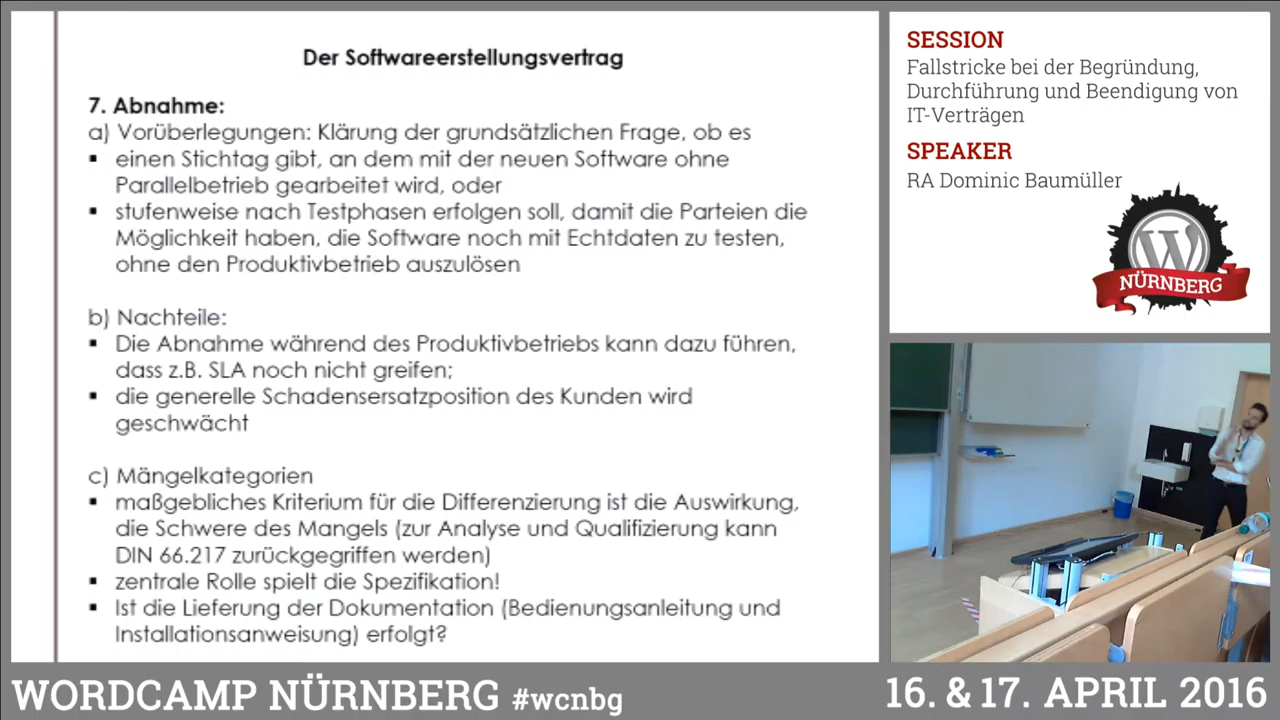 Der Softwareerstellungsvertrag
7. Abnahme:
a) Vorüberlegungen: Klärung der grundsätzlichen Frage, ob es
▪ einen Stichtag gibt, an dem mit der neuen Software ohne
Parallelbetrieb gearbeitet wird, oder
▪ stufenweise nach Testphasen erfolgen soll, damit die Parteien die
Möglichkeit haben, die Software noch mit Echtdaten zu testen,
ohne den Produktivbetrieb auszulösen
b) Nachteile:
▪ Die Abnahme während des Produktivbetriebs kann dazu führen,
dass z.B. SLA noch nicht greifen;
▪ die generelle Schadensersatzposition des Kunden wird
geschwächt
c) Mängelkategorien
▪ maßgebliches Kriterium für die Differenzierung ist die Auswirkung,
die Schwere des Mangels (zur Analyse und Qualifizierung kann
DIN 66.217 zurückgegriffen werden)
▪ zentrale Rolle spielt die Spezifikation!
▪ Ist die Lieferung der Dokumentation (Bedienungsanleitung und
Installationsanweisung) erfolgt?
SESSION
Fallstricke bei der Begründung,
Durchführung und Beendigung von
IT-Verträgen
SPEAKER
RA Dominic Baumüller
W
NÜRNBERG
WORDCAMP NÜRNBERG #wcnbg
16. & 17. APRIL 2016